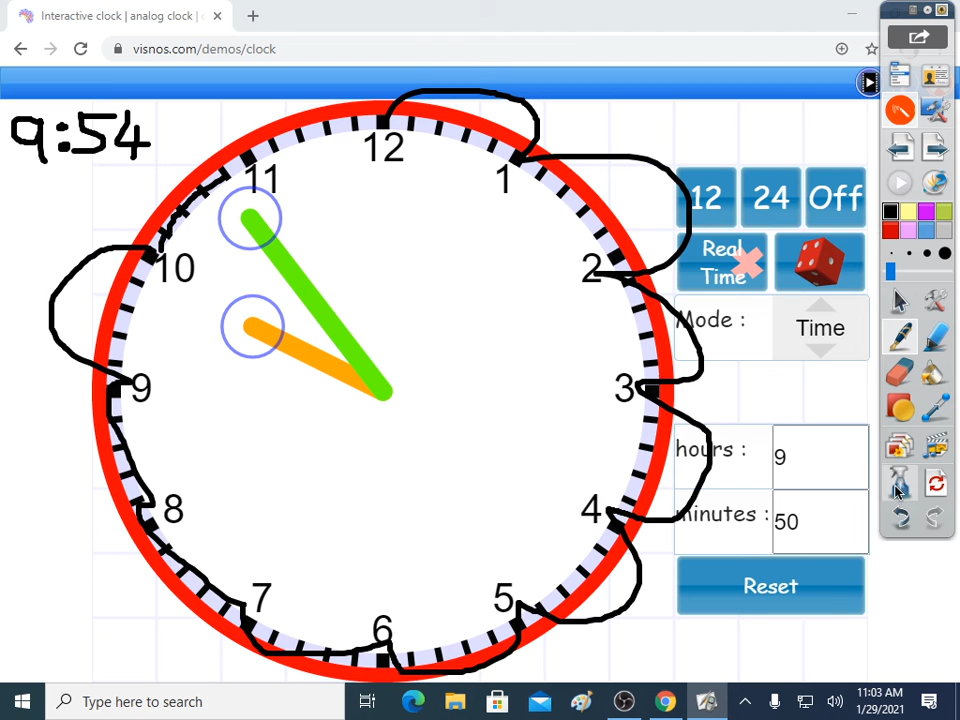 Interactive clock | analog clock |
visnos.com/demos/clock
9:54
12
11
1
12 24 Off
10
2
Real
Time
Mode :
Time
9
3
hours :
9
8
4
minutes :
50
7
5
6
Reset
Type here to search
11:03 AM
1/29/2021